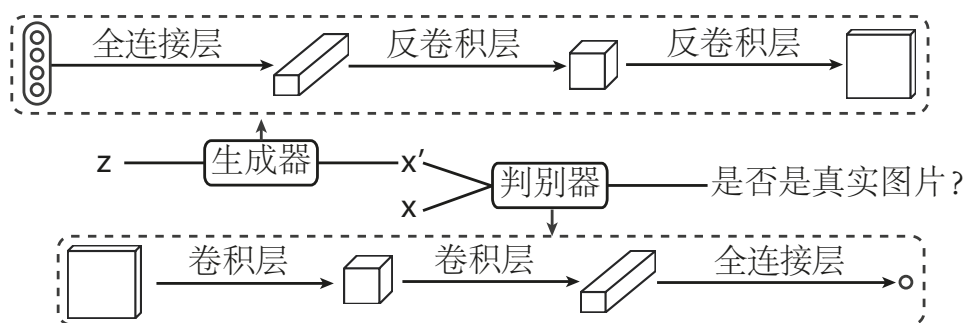 全连接层 反卷积层 反卷积层
z 生成器 x′ 判别器 是否是真实图片?
x
卷积层 卷积层 全连接层